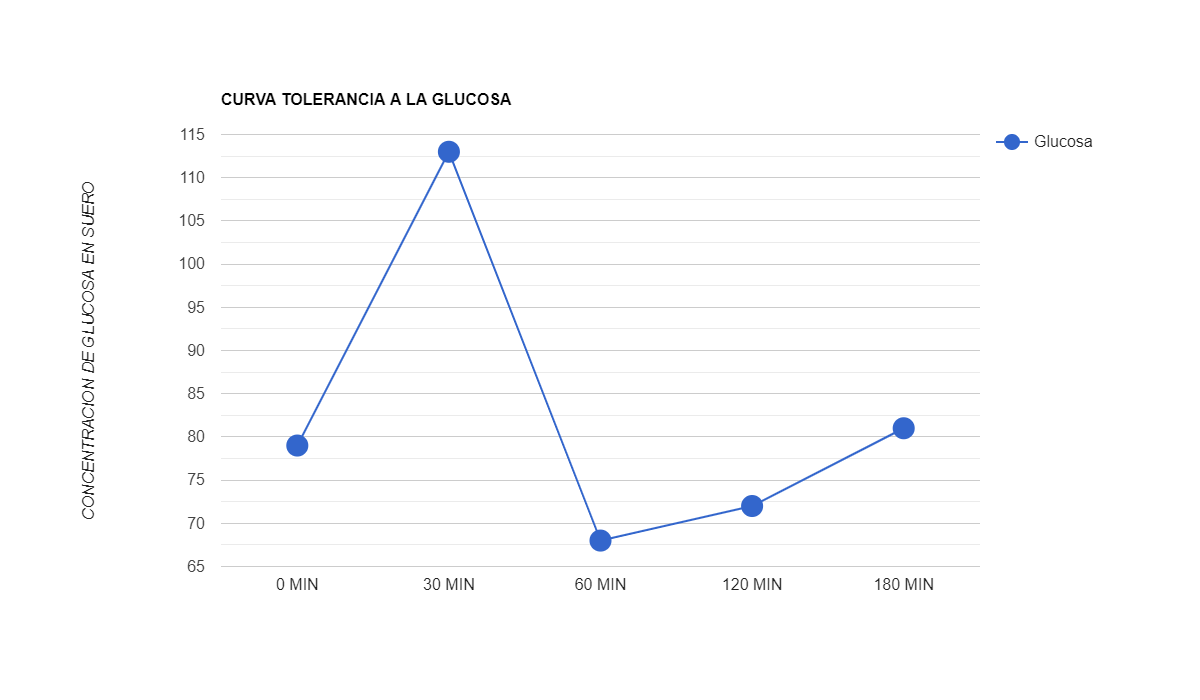 CURVA TOLERANCIA A LA GLUCOSA
CONCENTRACION DE GLUCOSA EN SUERO
115
110
105
100
95
90
85
80
75
70
65
0 MIN
30 MIN
60 MIN
120 MIN
180 MIN
Glucosa